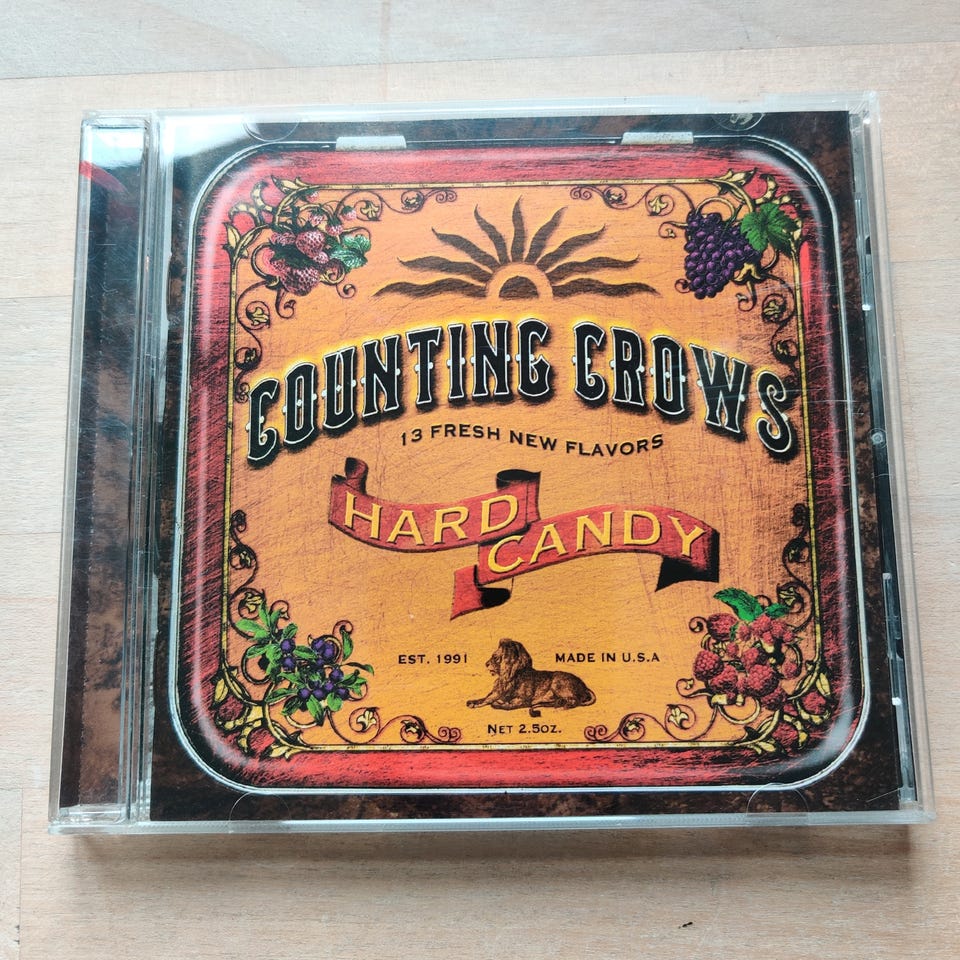 COUNTING CROWS
13 FRESH NEW FLAVORS
HARD CANDY
EST. 1991 MADE IN U.S.A
NET 2.5OZ.